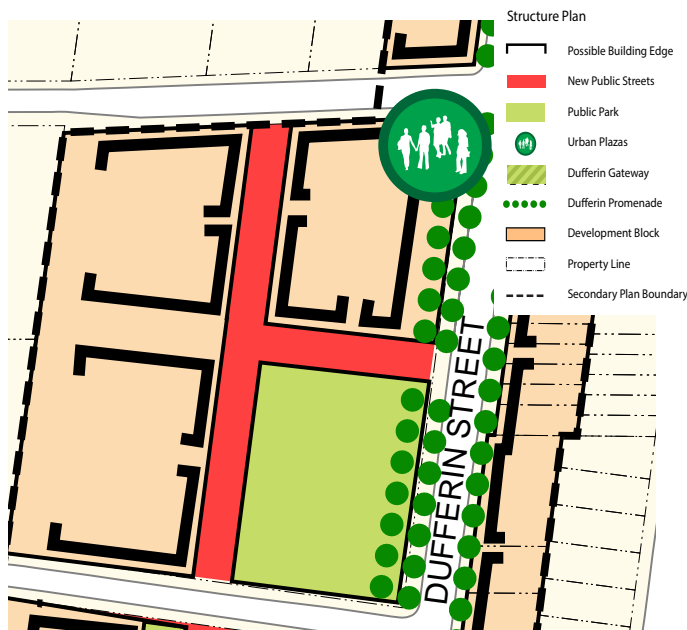 Structure Plan
Possible Building Edge
New Public Streets
Public Park
Urban Plazas
Dufferin Gateway
Dufferin Promenade
Development Block
Property Line
Secondary Plan Boundary
DUFFERIN STREET